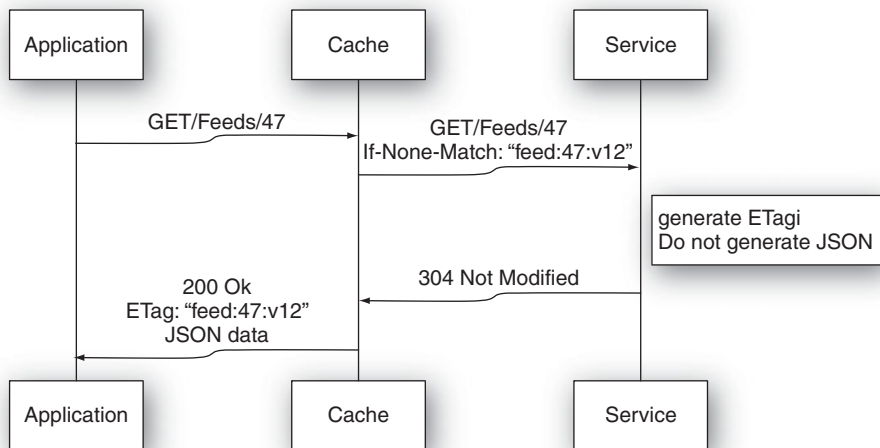 Application
Cache
Service
GET/Feeds/47
GET/Feeds/47
If-None-Match: “feed:47:v12”
generate ETagi
Do not generate JSON
304 Not Modified
200 Ok
ETag: “feed:47:v12”
JSON data
Application
Cache
Service